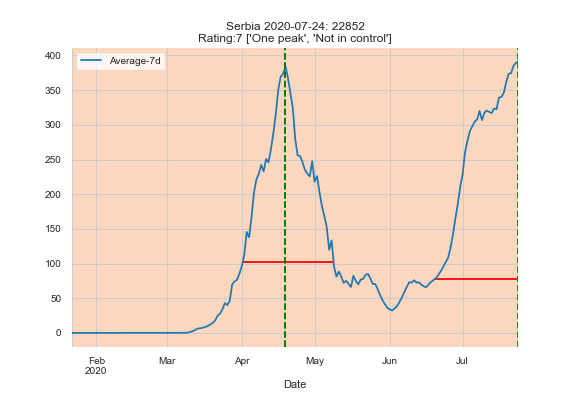 Serbia 2020-07-24: 22852
Rating:7 ['One peak', 'Not in control']
Average-7d
400
350
300
250
200
150
100
50
0
Feb
2020
Mar
Apr
May
Jun
Jul
Date